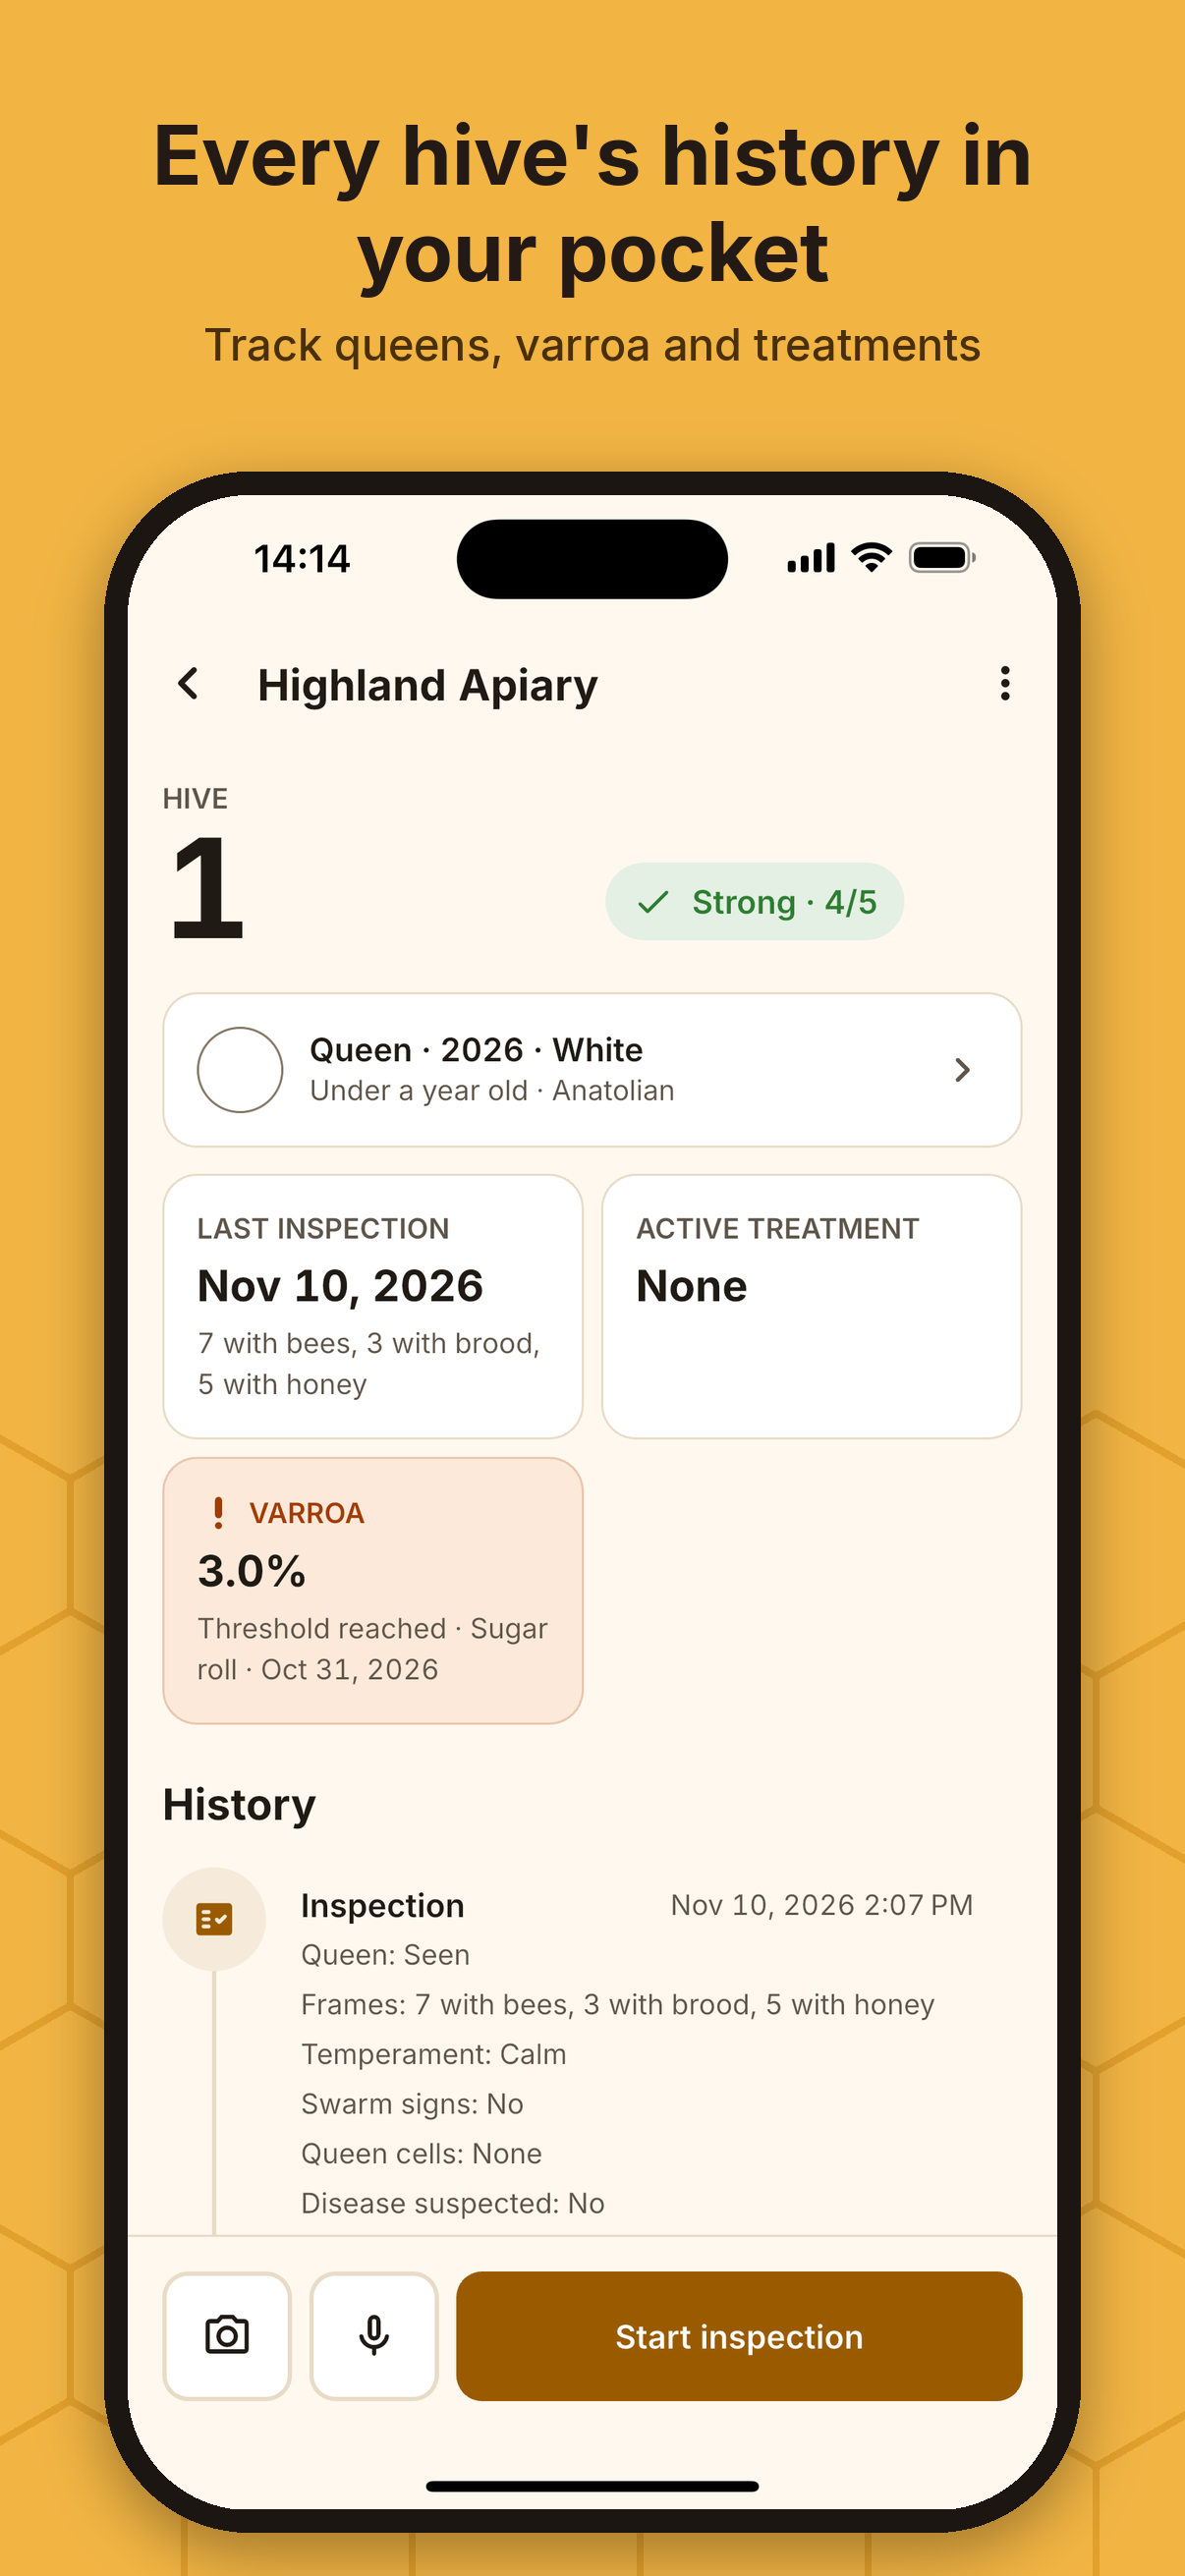 Every hive's history in
your pocket
Track queens, varroa and treatments
14:14
Highland Apiary
HIVE
1
Strong · 4/5
Queen · 2026 · White
Under a year old · Anatolian
LAST INSPECTION
Nov 10, 2026
7 with bees, 3 with brood,
5 with honey
ACTIVE TREATMENT
None
VARROA
3.0%
Threshold reached · Sugar
roll · Oct 31, 2026
History
Inspection
Nov 10, 2026 2:07 PM
Queen: Seen
Frames: 7 with bees, 3 with brood, 5 with honey
Temperament: Calm
Swarm signs: No
Queen cells: None
Disease suspected: No
Start inspection